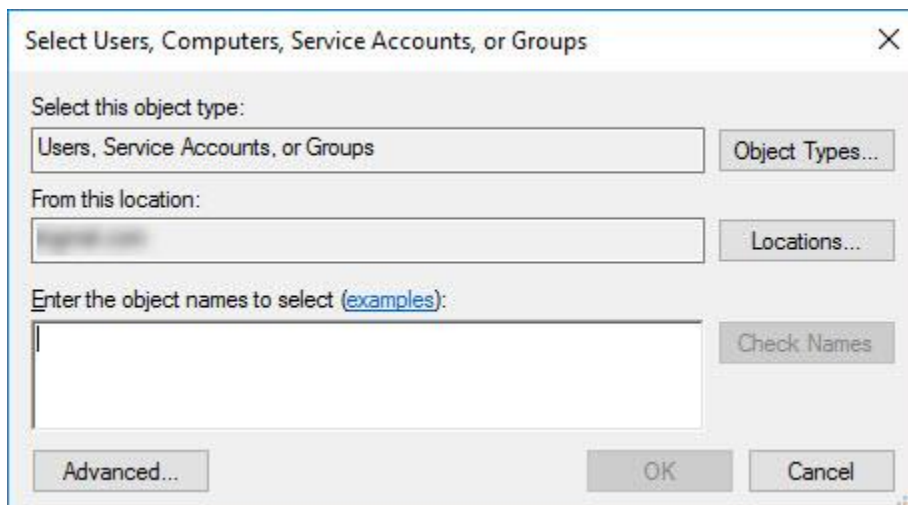 Select Users, Computers, Service Accounts, or Groups
Select this object type:
Users, Service Accounts, or Groups
Object Types...
From this location:
Locations...
Enter the object names to select (examples):
Check Names
Advanced...
OK
Cancel